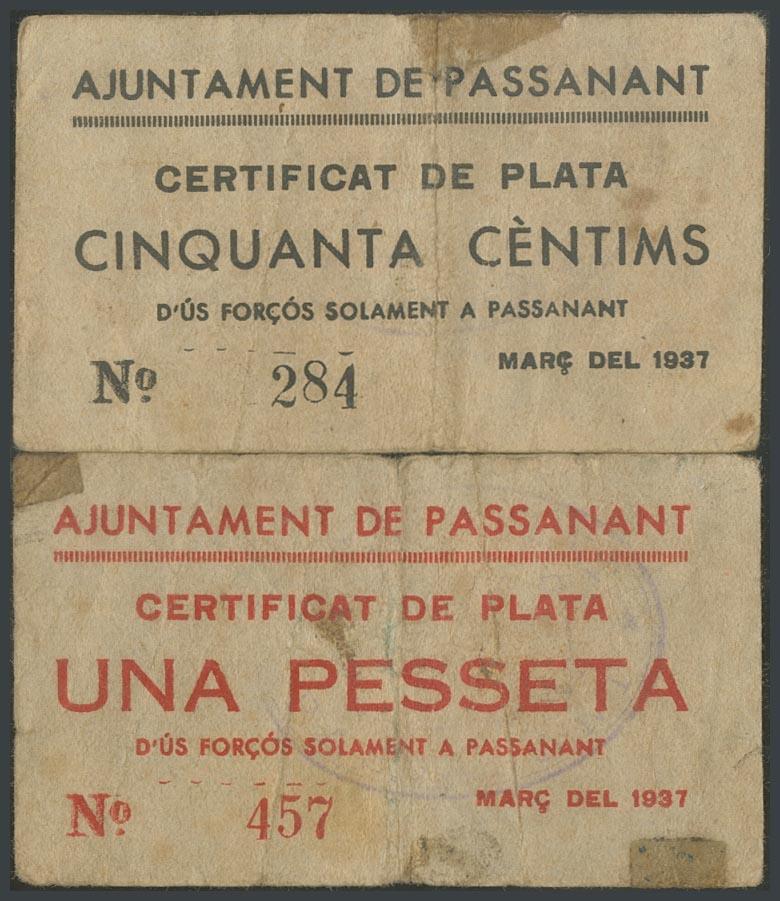 AJUNTAMENT DE PASSANANT
CERTIFICAT DE PLATA
CINQUANTA CÈNTIMS
D'ÚS FORÇÓS SOLAMENT A PASSANANT
Nº 284
MARÇ DEL 1937
AJUNTAMENT DE PASSANANT
CERTIFICAT DE PLATA
UNA PESSETA
D'ÚS FORÇÓS SOLAMENT A PASSANANT
Nº 457
MARÇ DEL 1937